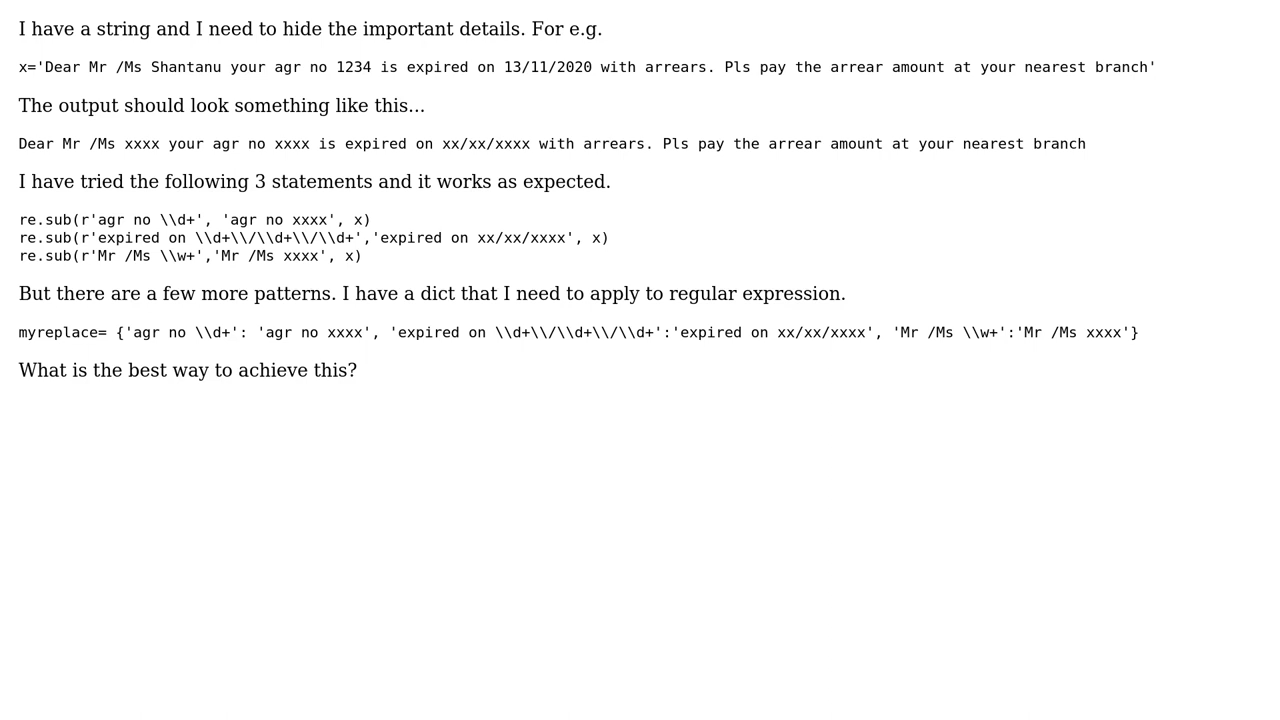 I have a string and I need to hide the important details. For e.g.
x='Dear Mr /Ms Shantanu your agr no 1234 is expired on 13/11/2020 with arrears. Pls pay the arrear amount at your nearest branch'
The output should look something like this...
Dear Mr /Ms xxxx your agr no xxxx is expired on xx/xx/xxxx with arrears. Pls pay the arrear amount at your nearest branch
I have tried the following 3 statements and it works as expected.
re.sub(r'agr no \\d+', 'agr no xxxx', x)
re.sub(r'expired on \\d+\\/\\d+\\/\\d+','expired on xx/xx/xxxx', x)
re.sub(r'Mr /Ms \\w+','Mr /Ms xxxx', x)
But there are a few more patterns. I have a dict that I need to apply to regular expression.
myreplace= {'agr no \\d+': 'agr no xxxx', 'expired on \\d+\\/\\d+\\/\\d+':'expired on xx/xx/xxxx', 'Mr /Ms \\w+':'Mr /Ms xxxx'}
What is the best way to achieve this?